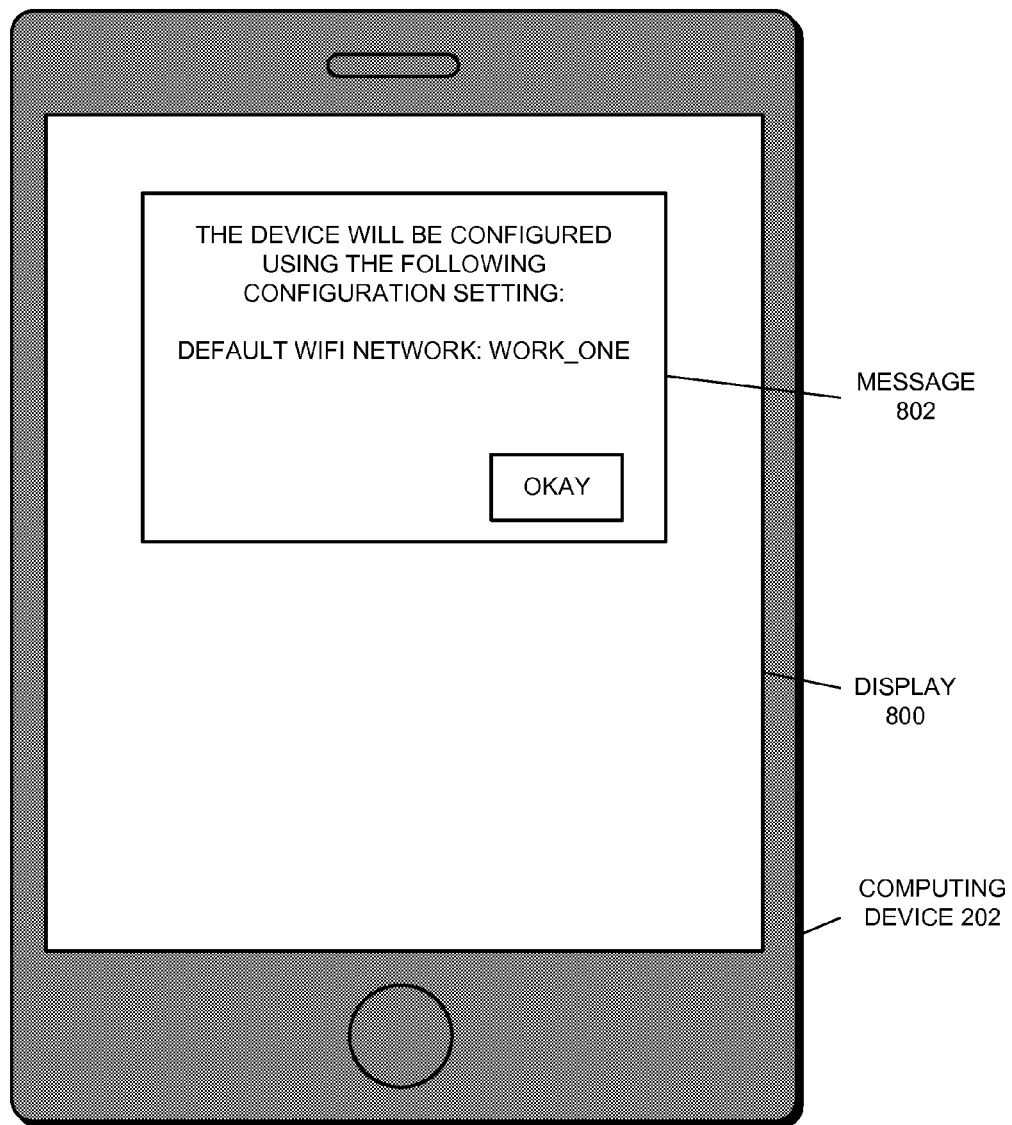 THE DEVICE WILL BE CONFIGURED
USING THE FOLLOWING
CONFIGURATION SETTING:
DEFAULT WIFI NETWORK: WORK_ONE
OKAY
MESSAGE
802
DISPLAY
800
COMPUTING
DEVICE 202